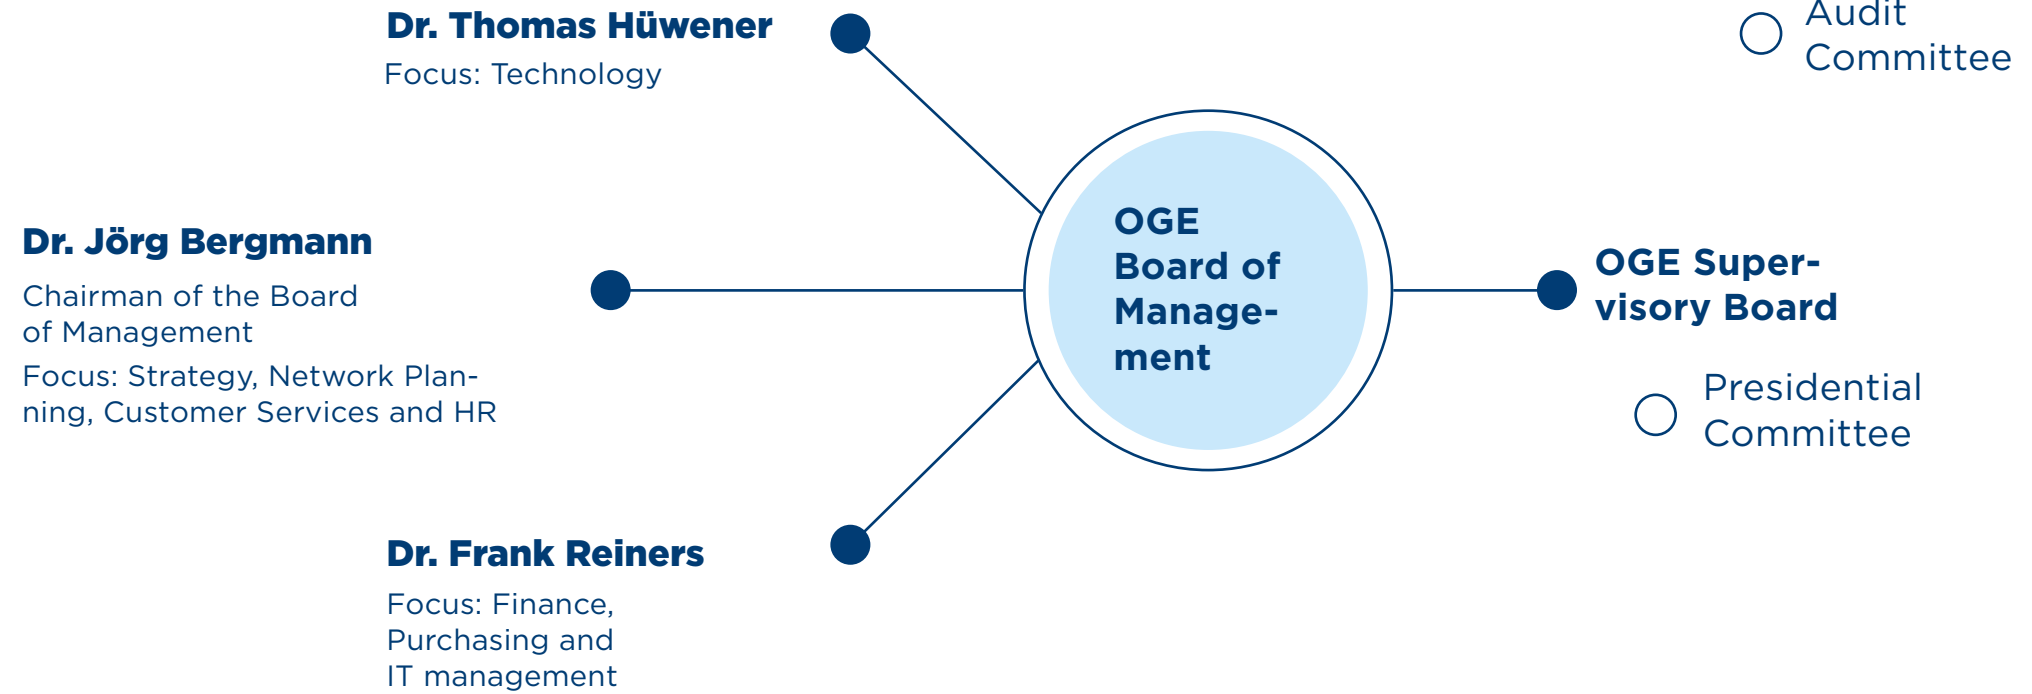 Dr. Thomas Hüwener
Focus: Technology
Audit
Committee
Dr. Jörg Bergmann
Chairman of the Board
of Management
Focus: Strategy, Network Plan-
ning, Customer Services and HR
OGE
Board of
Manage-
ment
OGE Super-
visory Board
Presidential
Committee
Dr. Frank Reiners
Focus: Finance,
Purchasing and
IT management